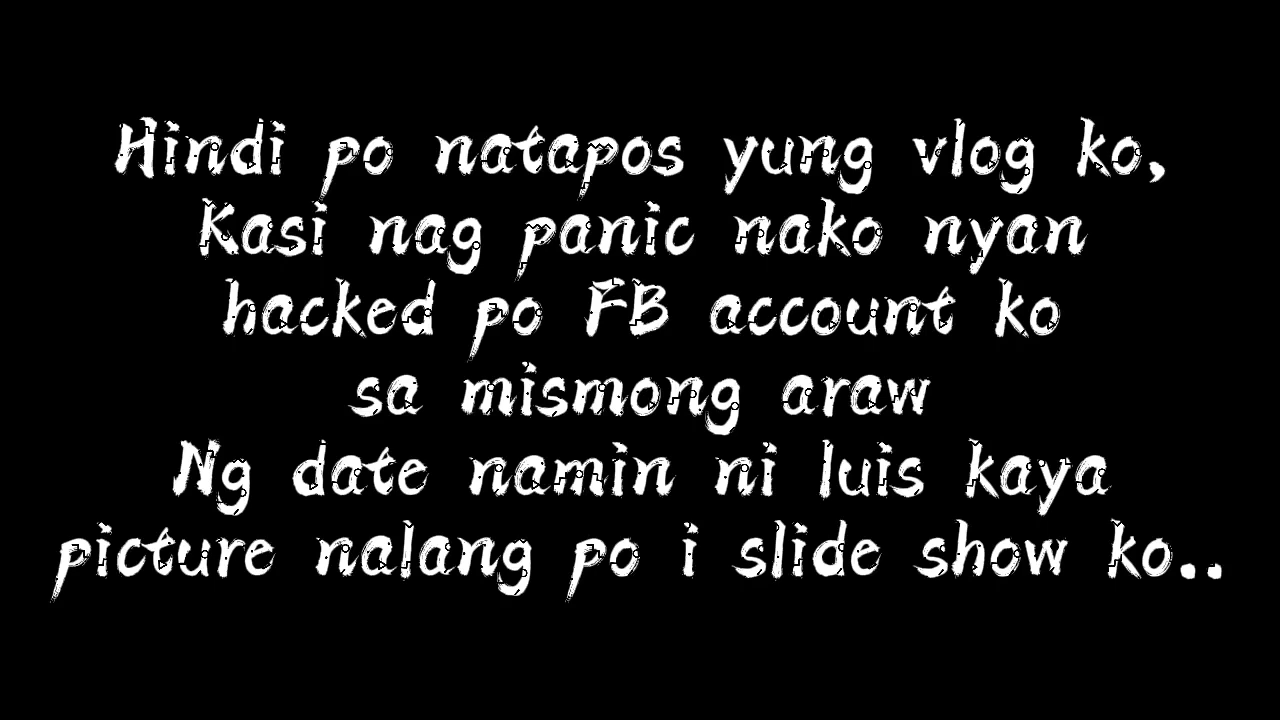 Hindi po natapos yung vlog ko,
Kasi nag panic nako nyan
hacked po FB account ko
sa mismong araw
Ng date namin ni luis kaya
picture nalang po i slide show ko..